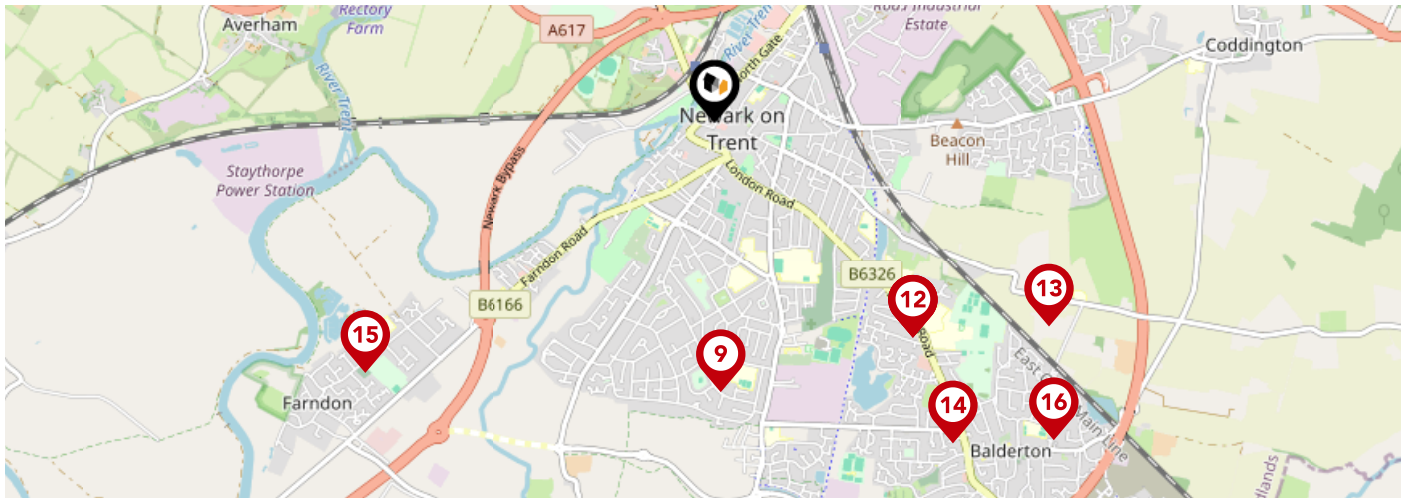 Averham
Rectory
Farm
A617
River Trent
River Trent
North Gate
Estate
Coddington
Newark on
Trent
Beacon
Hill
Staythorpe
Power Station
Newark Bypass
London Road
Farndon Road
B6326
B6166
12
13
15
9
Road
East
Main Line
14
16
Farndon
Balderton